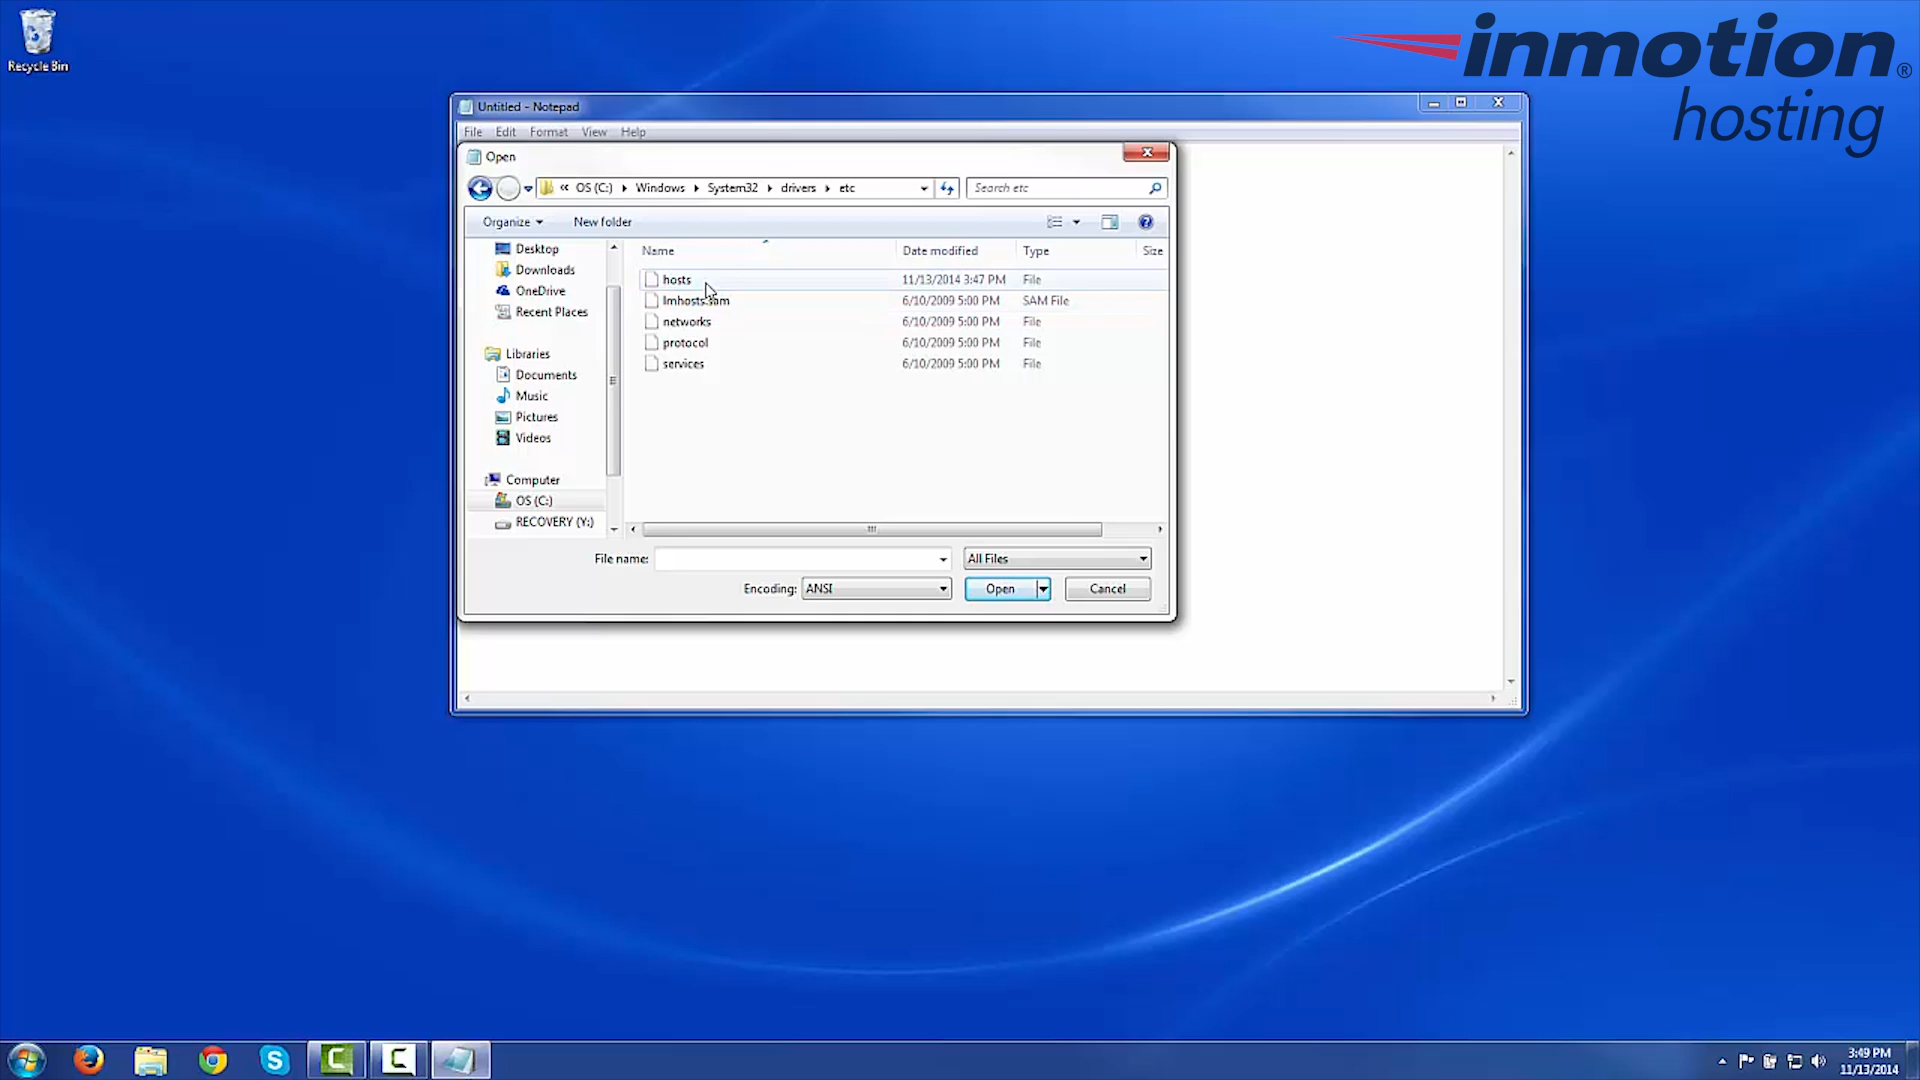 Recycle Bin
inmotion®
hosting
Untitled - Notepad
File Edit Format View Help
Open
« OS (C:) Windows System32 drivers etc
Search etc
Organize New folder
Name Date modified Type Size
Desktop
Downloads
OneDrive
Recent Places
Libraries
Documents
Music
Pictures
Videos
Computer
OS (C:)
RECOVERY (Y:)
hosts 11/13/2014 3:47 PM File
lmhosts.sam 6/10/2009 5:00 PM SAM File
networks 6/10/2009 5:00 PM File
protocol 6/10/2009 5:00 PM File
services 6/10/2009 5:00 PM File
File name: All Files
Encoding: ANSI Open Cancel
3:49 PM
11/13/2014